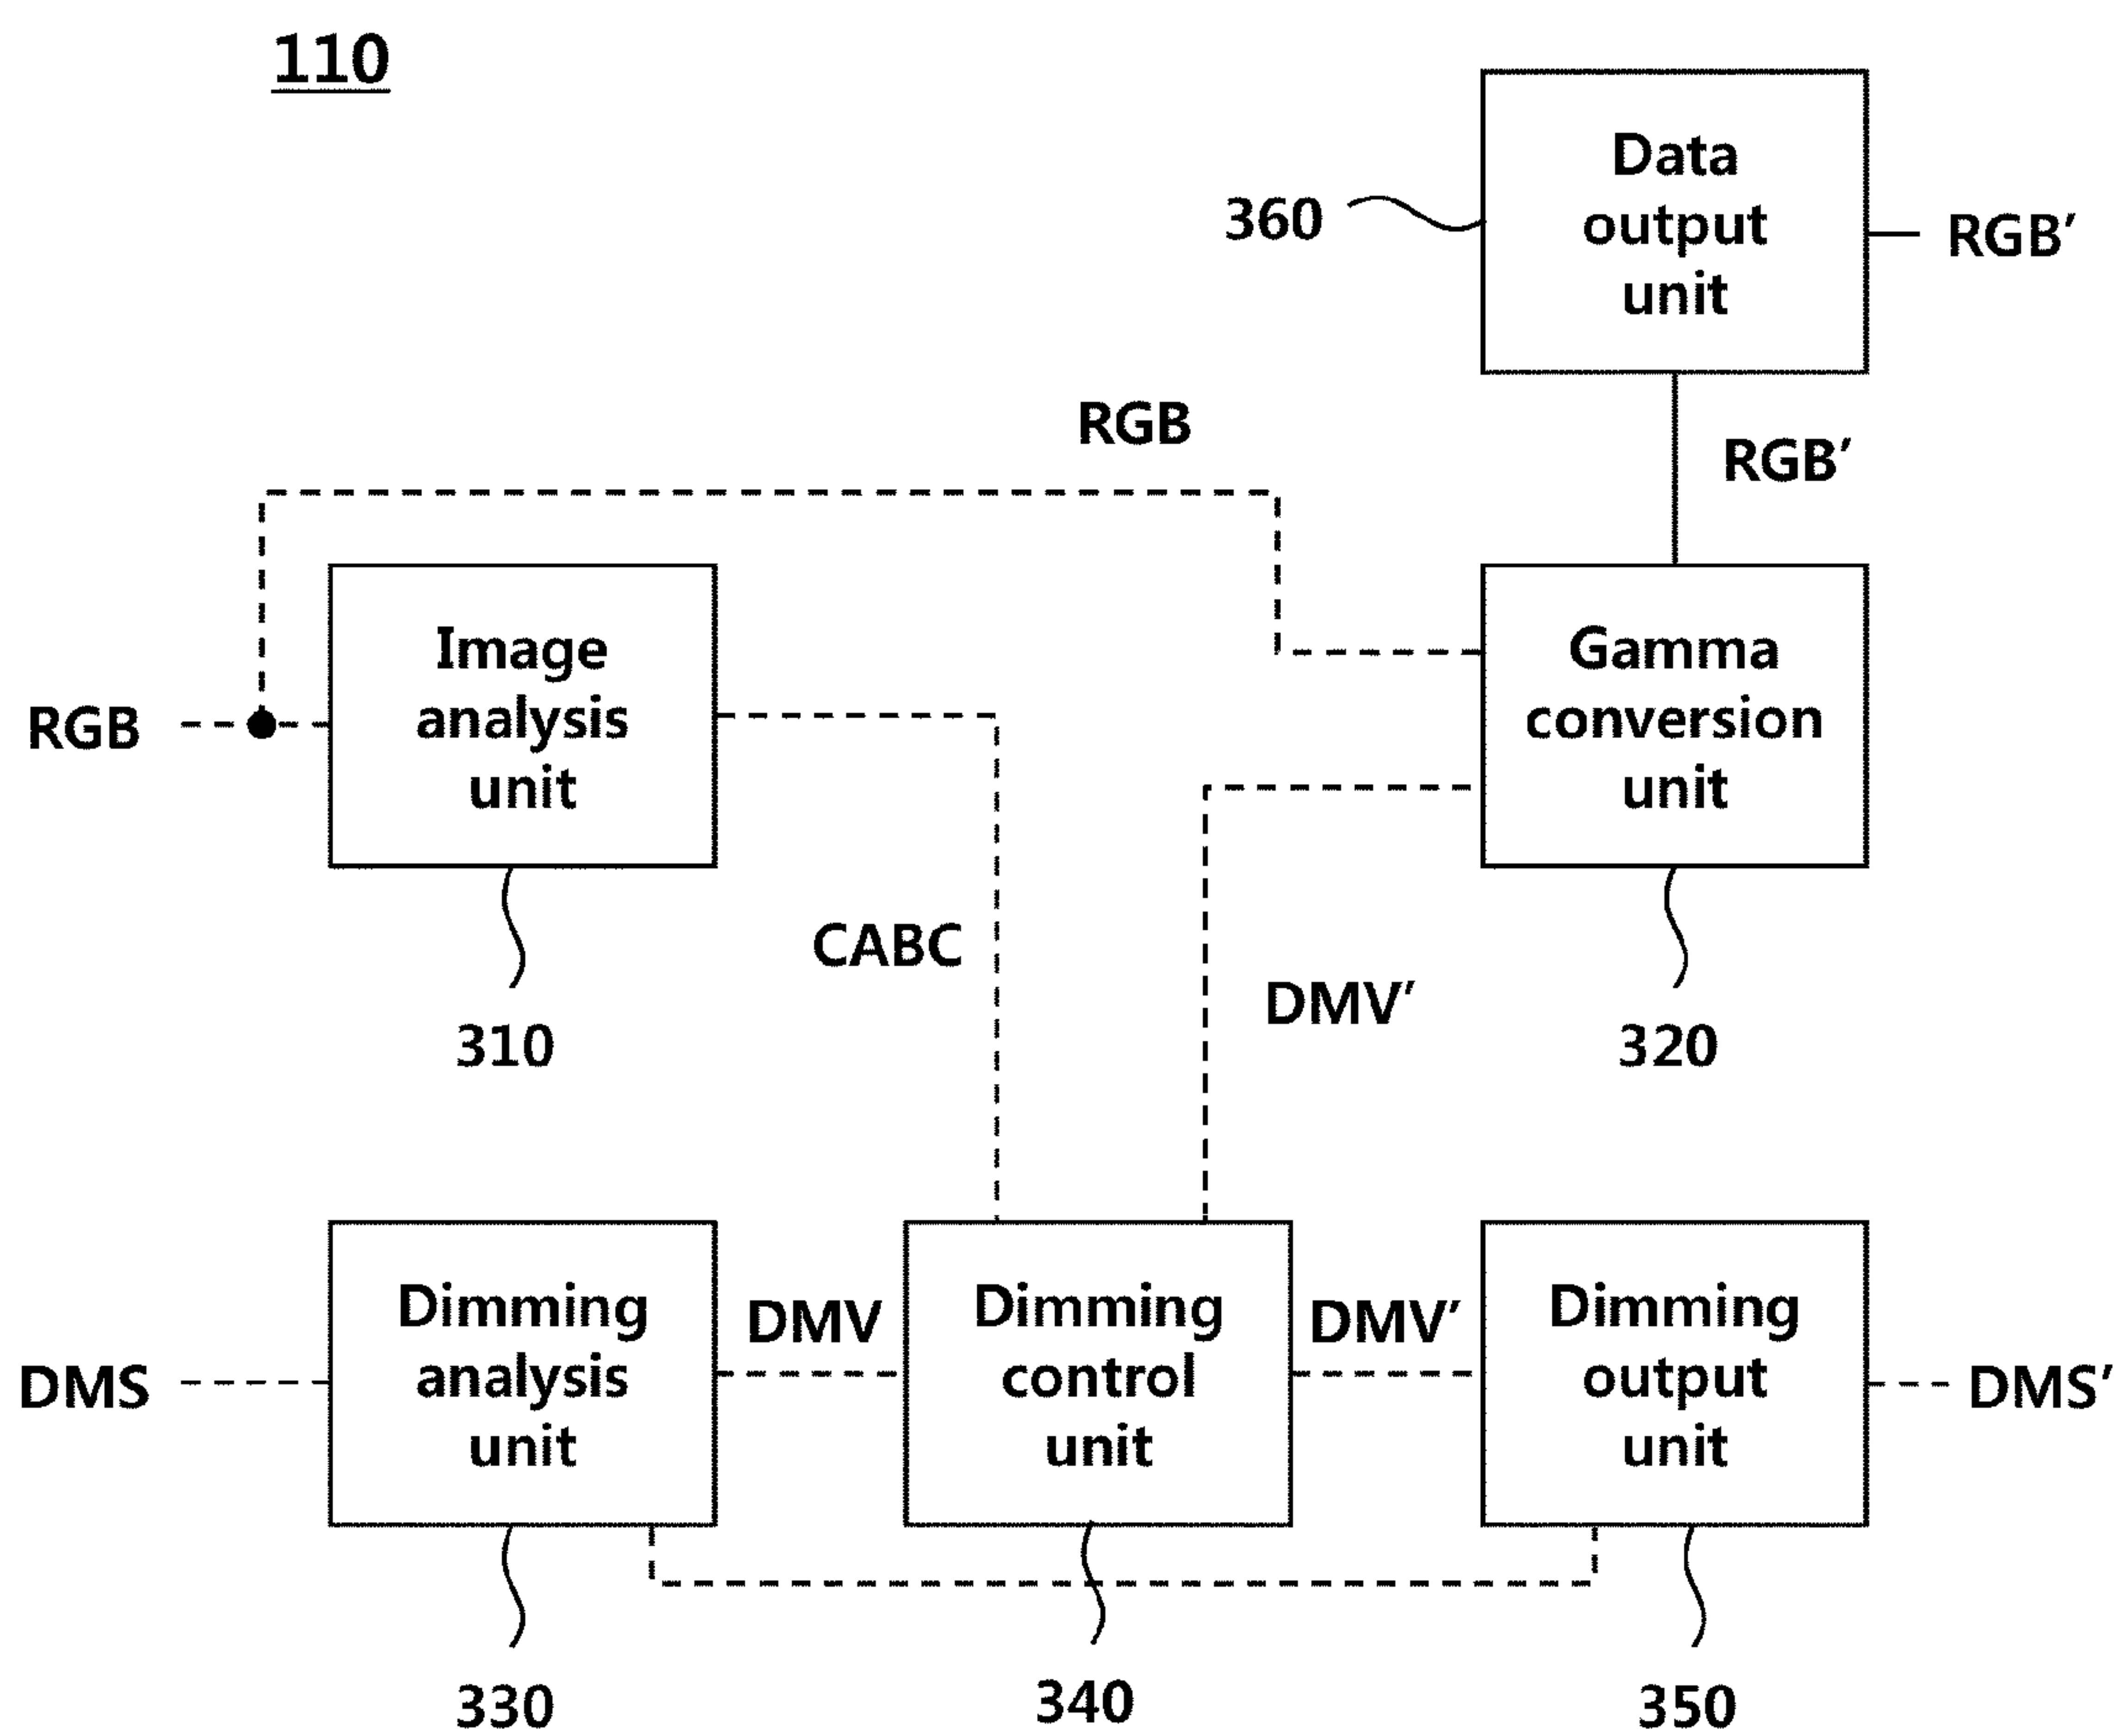 110
Data
output
unit
360
RGB'
RGB
RGB'
Image
analysis
unit
Gamma
conversion
unit
RGB
CABC
DMV'
310
320
Dimming
analysis
unit
DMV
Dimming
control
unit
DMV'
Dimming
output
unit
DMS
DMS'
330
340
350